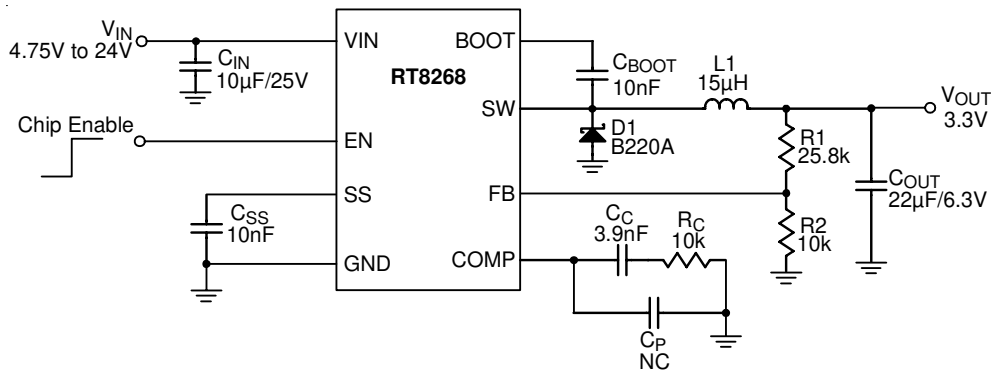 VIN
4.75V to 24V
CIN
10µF/25V
Chip Enable
CSS
10nF
VIN
EN
SS
GND
RT8268
BOOT
SW
FB
COMP
CBOOT
10nF
L1
15µH
D1
B220A
VOUT
3.3V
R1
25.8k
R2
10k
COUT
22µF/6.3V
CC
3.9nF
RC
10k
CP
NC